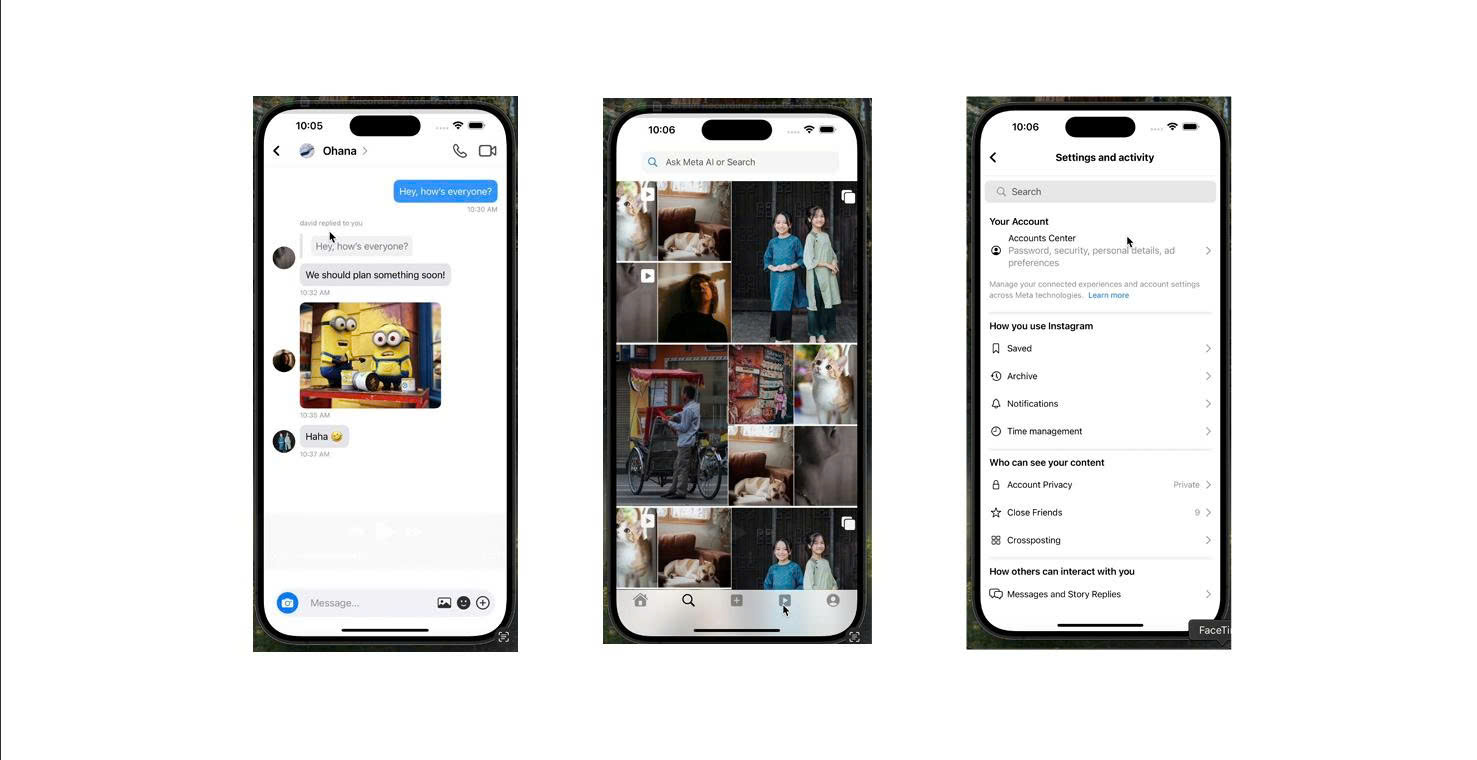 10:05
Ohana
Hey, how's everyone?
10:30 AM
david replied to you
Hey, how's everyone?
We should plan something soon!
10:32 AM
10:35 AM
Haha 🤣
10:37 AM
Message...
10:06
Ask Meta AI or Search
10:06
Settings and activity
Search
Your Account
Accounts Center
Password, security, personal details, ad
preferences
Manage your connected experiences and account settings
across Meta technologies. Learn more
How you use Instagram
Saved
Archive
Notifications
Time management
Who can see your content
Account Privacy
Private
Close Friends
9
Crossposting
How others can interact with you
Messages and Story Replies